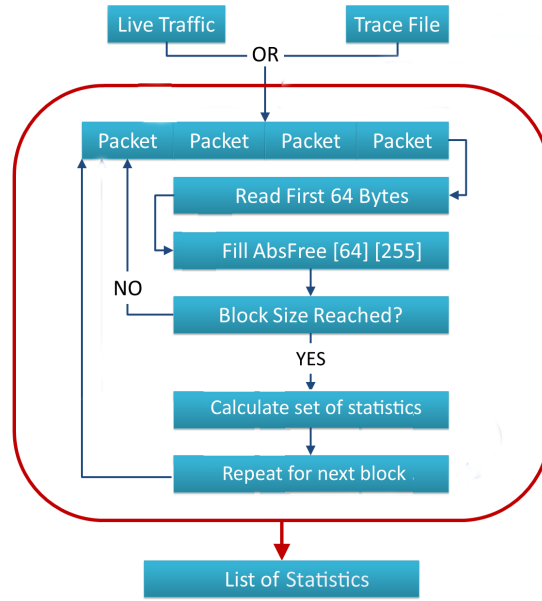 Live Traffic
Trace File
OR
Packet Packet Packet Packet
Read First 64 Bytes
Fill AbsFree [64] [255]
NO
Block Size Reached?
YES
Calculate set of statistics
Repeat for next block
List of Statistics